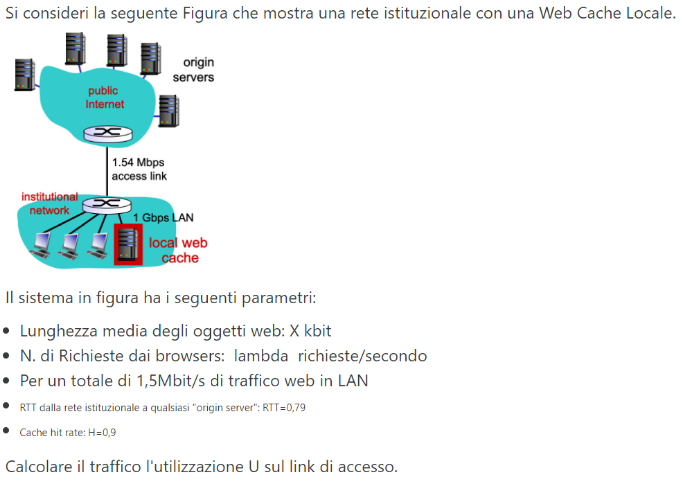 Si consideri la seguente Figura che mostra una rete istituzionale con una Web Cache Locale.
origin
servers
public
Internet
1.54 Mbps
access link
institutional
network
1 Gbps LAN
local web
cache
Il sistema in figura ha i seguenti parametri:
• Lunghezza media degli oggetti web: X kbit
• N. di Richieste dai browsers: lambda richieste/secondo
• Per un totale di 1,5Mbit/s di traffico web in LAN
• RTT dalla rete istituzionale a qualsiasi "origin server": RTT=0,79
• Cache hit rate: H=0,9
Calcolare il traffico l'utilizzazione U sul link di accesso.